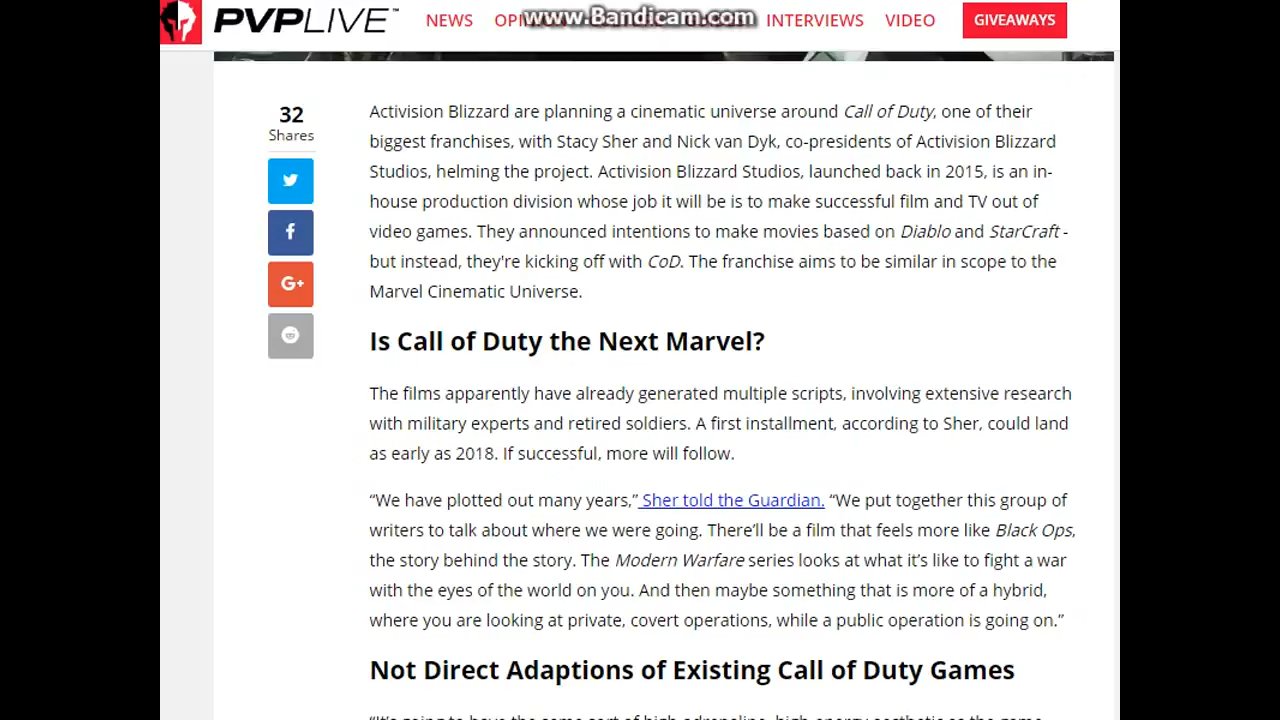 PVPLIVE™ NEWS OPI www.Bandicam.com INTERVIEWS VIDEO GIVEAWAYS
32
Shares
G+
Activision Blizzard are planning a cinematic universe around Call of Duty, one of their
biggest franchises, with Stacy Sher and Nick van Dyk, co-presidents of Activision Blizzard
Studios, helming the project. Activision Blizzard Studios, launched back in 2015, is an in-
house production division whose job it will be is to make successful film and TV out of
video games. They announced intentions to make movies based on Diablo and StarCraft -
but instead, they're kicking off with CoD. The franchise aims to be similar in scope to the
Marvel Cinematic Universe.
Is Call of Duty the Next Marvel?
The films apparently have already generated multiple scripts, involving extensive research
with military experts and retired soldiers. A first installment, according to Sher, could land
as early as 2018. If successful, more will follow.
“We have plotted out many years,” Sher told the Guardian. “We put together this group of
writers to talk about where we were going. There’ll be a film that feels more like Black Ops,
the story behind the story. The Modern Warfare series looks at what it’s like to fight a war
with the eyes of the world on you. And then maybe something that is more of a hybrid,
where you are looking at private, covert operations, while a public operation is going on.”
Not Direct Adaptions of Existing Call of Duty Games